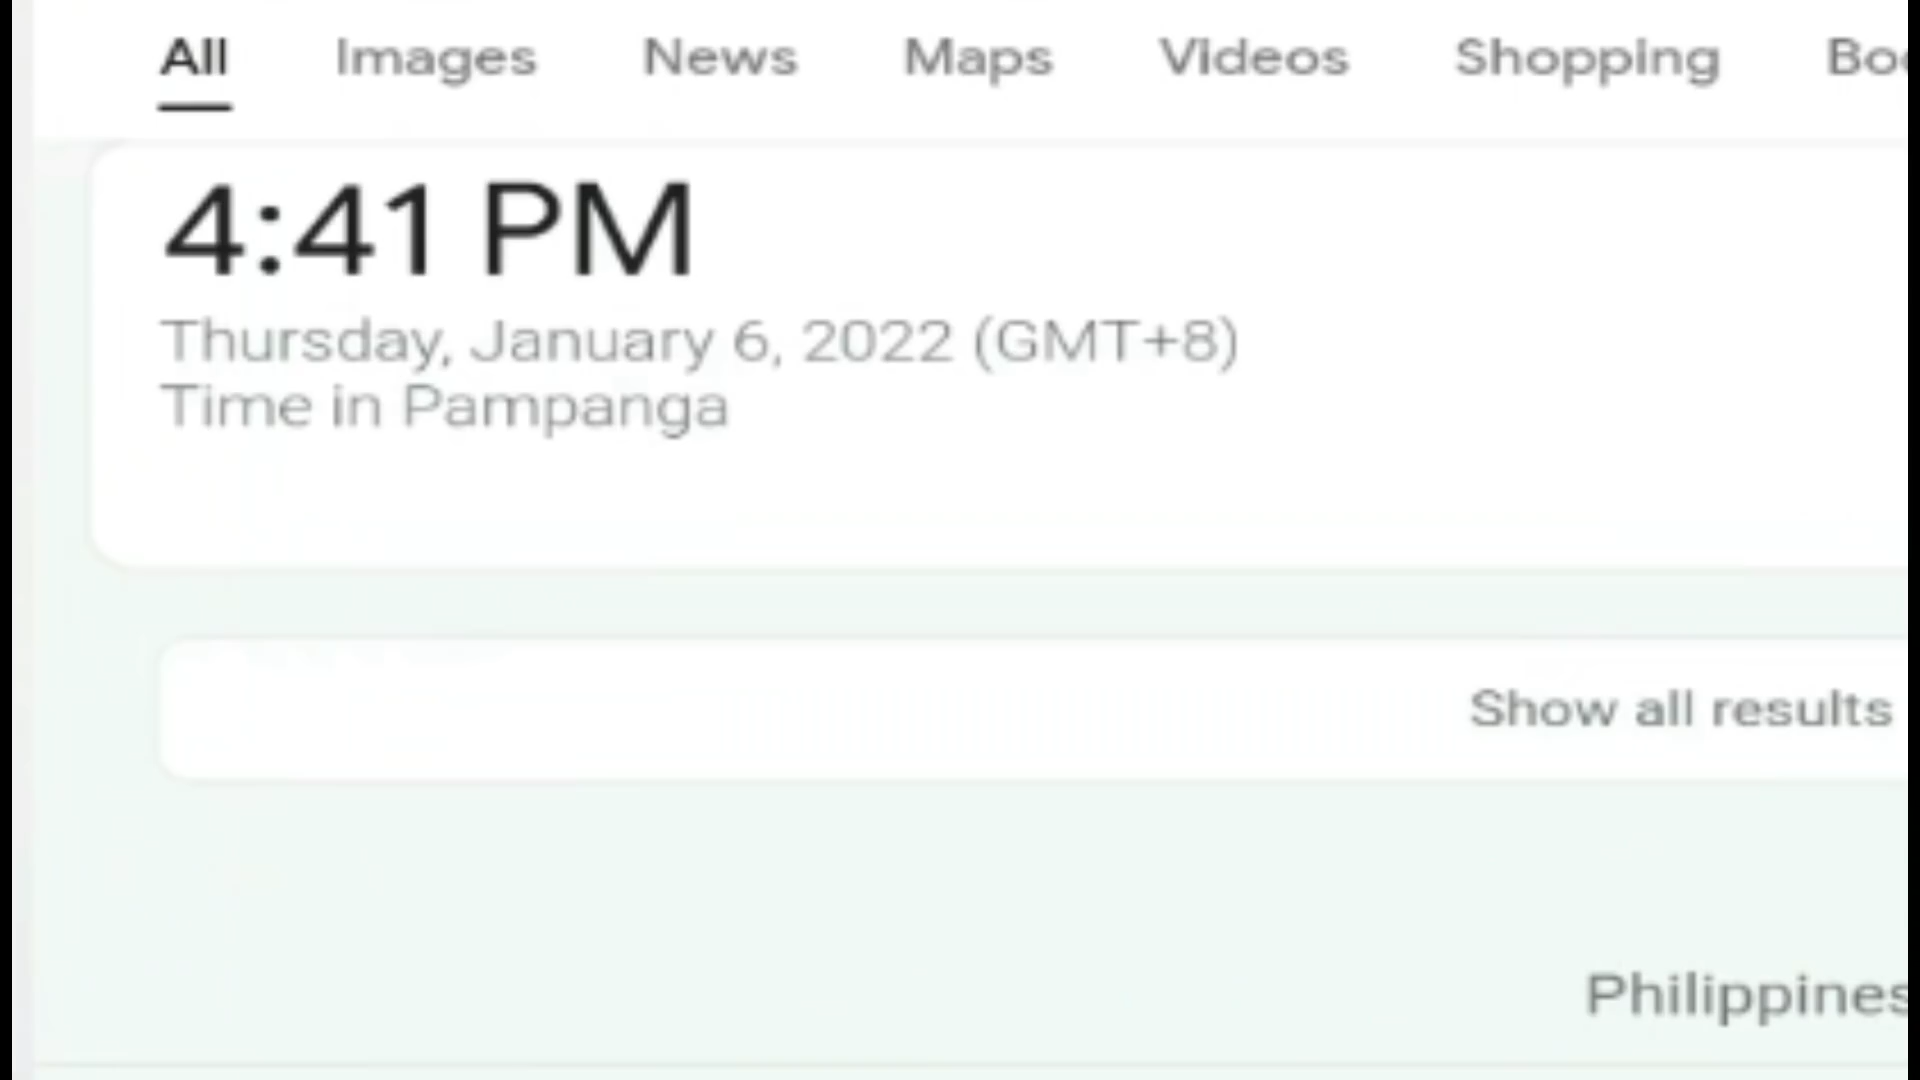 All Images News Maps Videos Shopping
4:41 PM
Thursday, January 6, 2022 (GMT+8)
Time in Pampanga
Show all results
Philippines